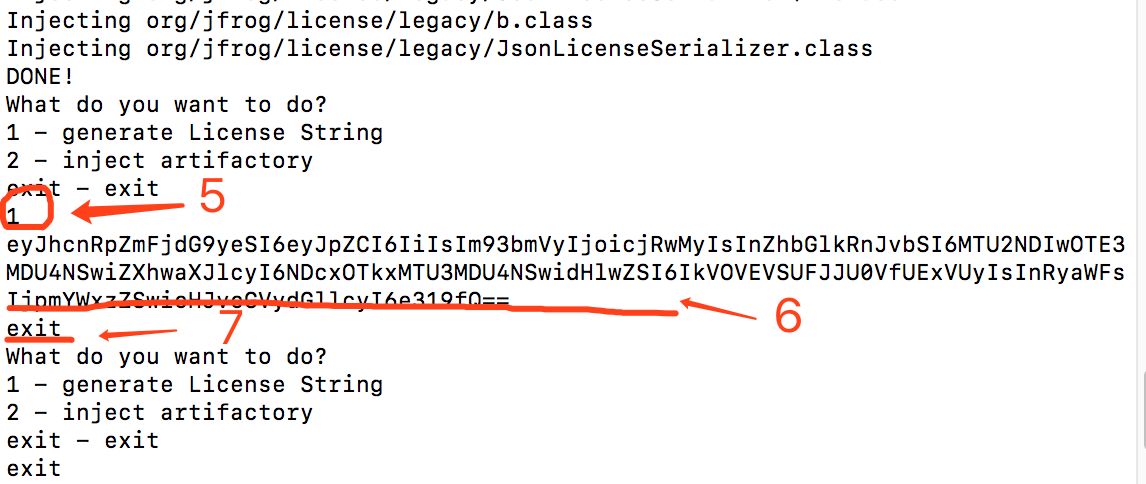 Injecting org/jfrog/license/legacy/b.class
Injecting org/jfrog/license/legacy/JsonLicenseSerializer.class
DONE!
What do you want to do?
1 - generate License String
2 - inject artifactory
exit - exit
5
1
eyJhcnRpZmFjdG9yeSI6eyJpZCI6IiIsIm93bmVyIjoicjRwMyIsInZhbGlkRnJvbSI6MTU2NDIwOTE3
MDU4NSwiZXhwaXJlcyI6NDcxOTkxMTU3MDU4NSwidHlwZSI6IkVOVEVSUFJJU0VfUExVUyIsInRyaWFs
IjpmYWxzZSwicHJvcGVydGllcyI6e319fQ==
6
exit
7
What do you want to do?
1 - generate License String
2 - inject artifactory
exit - exit
exit